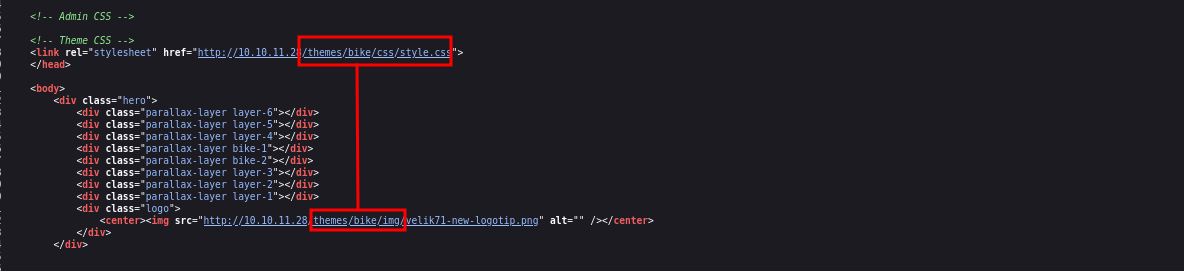 <!-- Admin CSS -->
<!-- Theme CSS -->
<link rel="stylesheet" href="http://10.10.11.28/themes/bike/css/style.css">
</head>
<body>
<div class="hero">
<div class="parallax-layer layer-6"></div>
<div class="parallax-layer layer-5"></div>
<div class="parallax-layer layer-4"></div>
<div class="parallax-layer bike-1"></div>
<div class="parallax-layer bike-2"></div>
<div class="parallax-layer layer-3"></div>
<div class="parallax-layer layer-2"></div>
<div class="parallax-layer layer-1"></div>
<div class="logo">
<center><img src="http://10.10.11.28/themes/bike/img/velik71-new-logotip.png" alt="" /></center>
</div>
</div>